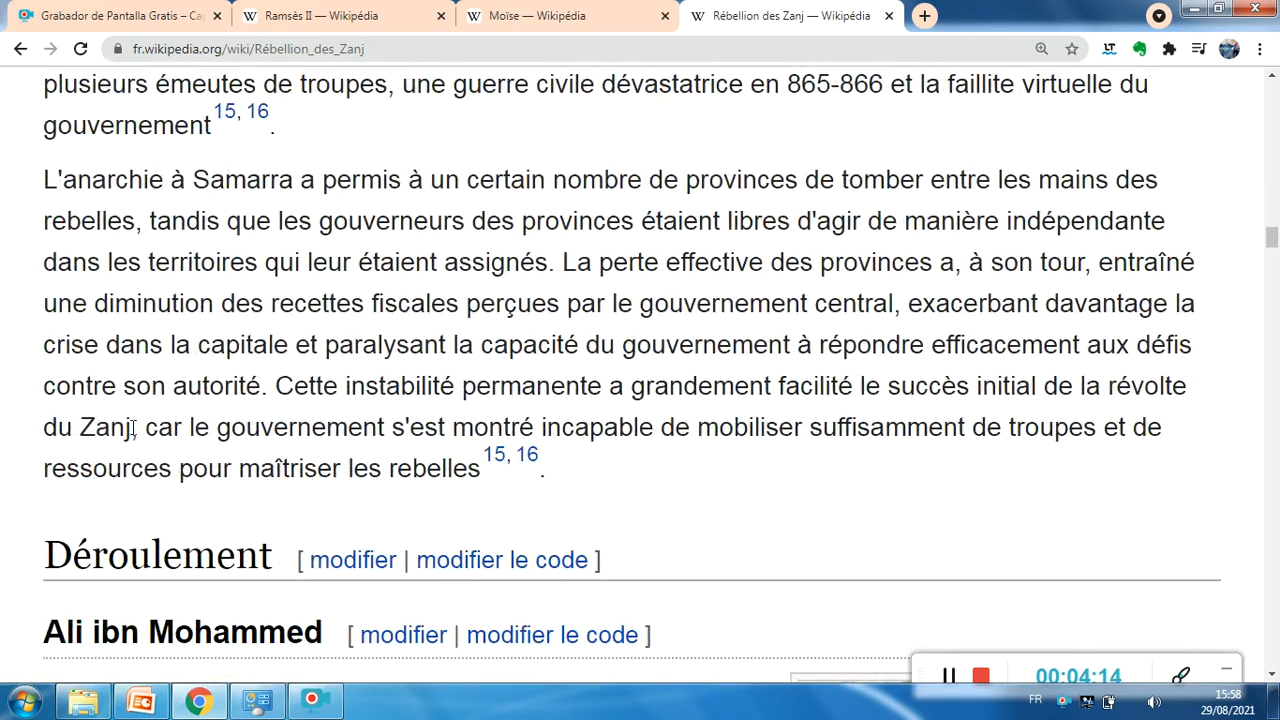 Grabador de Pantalla Gratis – Ca
Ramsès II — Wikipédia
Moïse — Wikipédia
Rébellion des Zanj — Wikipédia
fr.wikipedia.org/wiki/Rébellion_des_Zanj
plusieurs émeutes de troupes, une guerre civile dévastatrice en 865-866 et la faillite virtuelle du
gouvernement15, 16.
L'anarchie à Samarra a permis à un certain nombre de provinces de tomber entre les mains des
rebelles, tandis que les gouverneurs des provinces étaient libres d'agir de manière indépendante
dans les territoires qui leur étaient assignés. La perte effective des provinces a, à son tour, entraîné
une diminution des recettes fiscales perçues par le gouvernement central, exacerbant davantage la
crise dans la capitale et paralysant la capacité du gouvernement à répondre efficacement aux défis
contre son autorité. Cette instabilité permanente a grandement facilité le succès initial de la révolte
du Zanj, car le gouvernement s'est montré incapable de mobiliser suffisamment de troupes et de
ressources pour maîtriser les rebelles15, 16.
Déroulement [ modifier | modifier le code ]
Ali ibn Mohammed [ modifier | modifier le code ]
00:04:14
FR
15:58
29/08/2021